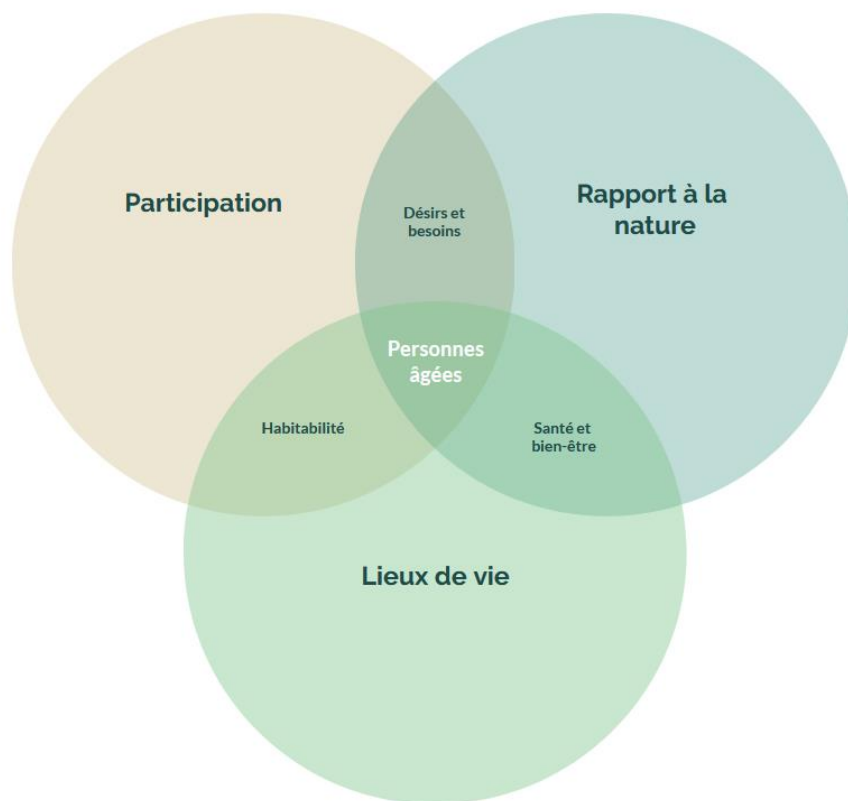 Participation
Rapport à la
nature
Désirs et
besoins
Personnes
âgées
Habitabilité
Santé et
bien-être
Lieux de vie